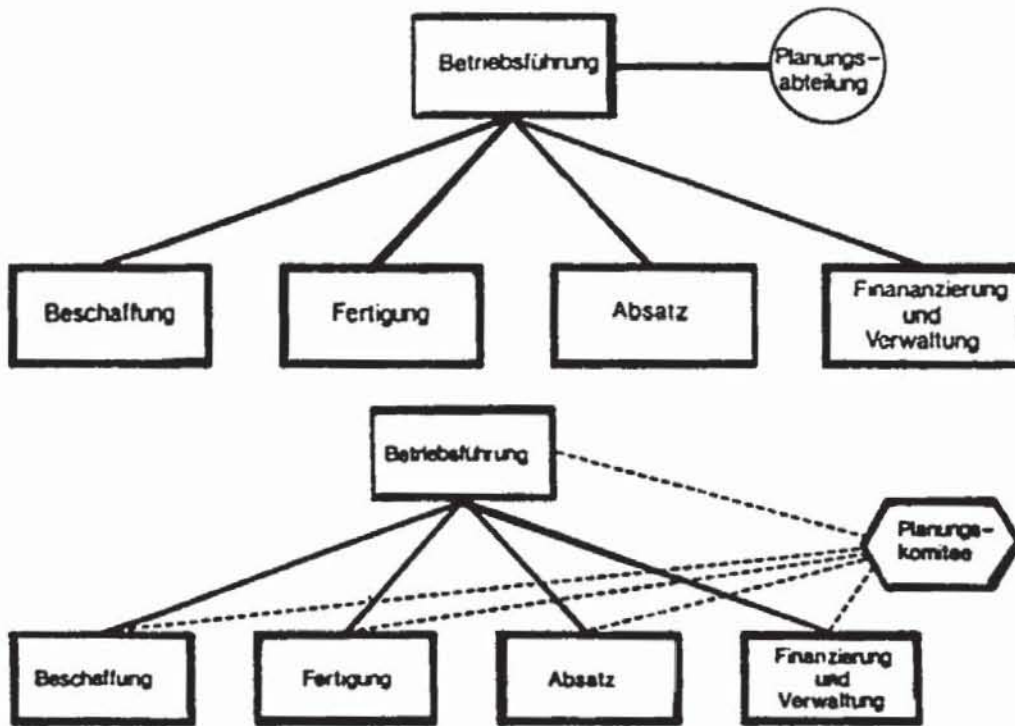 Betriebsführung
Planungs-
abteilung
Beschaffung
Fertigung
Absatz
Finananzierung
und
Verwaltung
Betriebsführung
Planungs-
komitee
Beschaffung
Fertigung
Absatz
Finanzierung
und
Verwaltung